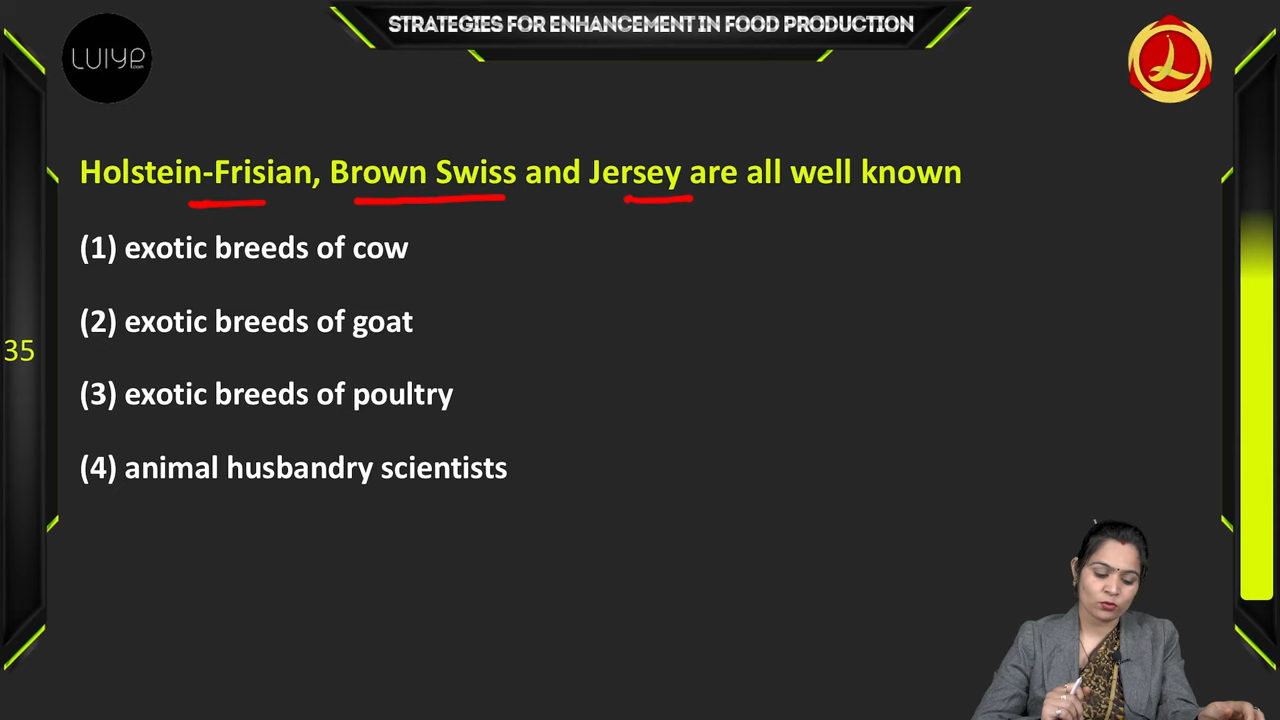 STRATEGIES FOR ENHANCEMENT IN FOOD PRODUCTION
LUIYP
.com
Holstein-Frisian, Brown Swiss and Jersey are all well known
(1) exotic breeds of cow
(2) exotic breeds of goat
35
(3) exotic breeds of poultry
(4) animal husbandry scientists